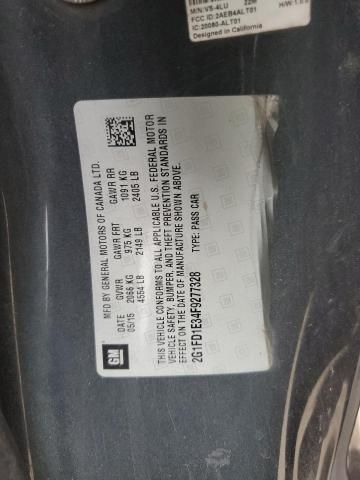 MFD BY GENERAL MOTORS OF CANADA LTD.
DATE GVWR GAWR FRT GAWR RR
05/15 2066 KG 975 KG 1091 KG
4554 LB 2149 LB 2405 LB
THIS VEHICLE CONFORMS TO ALL APPLICABLE U.S. FEDERAL MOTOR
VEHICLE SAFETY, BUMPER, AND THEFT PREVENTION STANDARDS IN
EFFECT ON THE DATE OF MANUFACTURE SHOWN ABOVE.
2G1FD1E34F9277328 TYPE: PASS CAR
GM
M/N: VS-4LU 22M
FCC ID: 2AEB4ALT01 H/W:
IC: 20080-ALT01
Designed in California